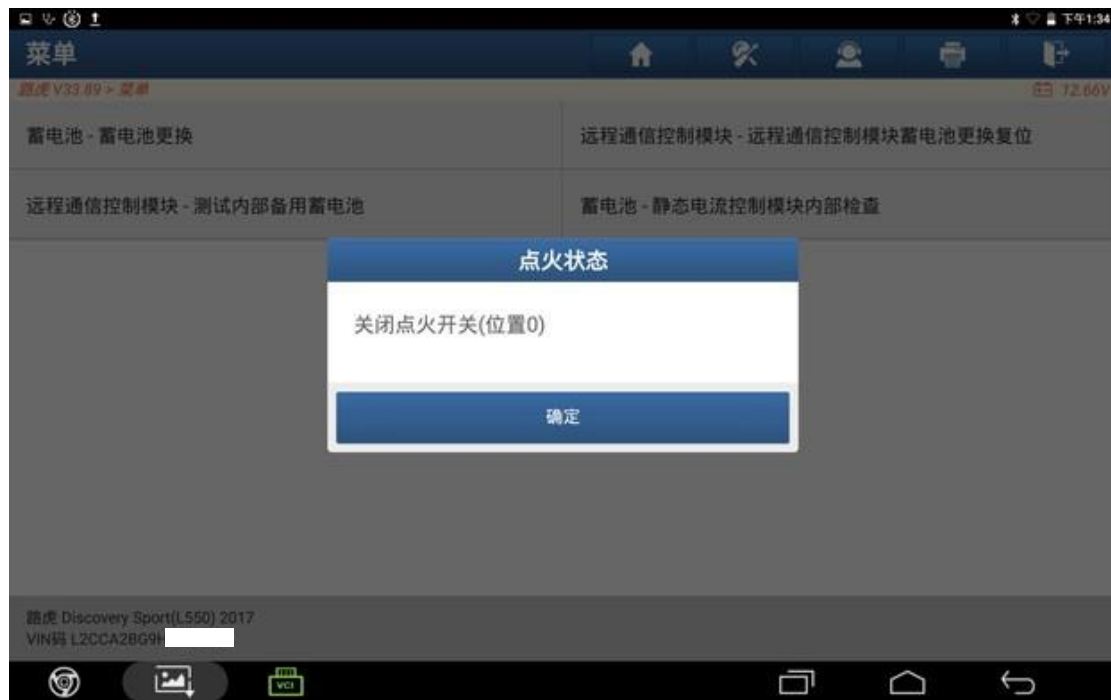 下午1:34
菜单
路虎 V33.89 > 菜单
12.66V
蓄电池 - 蓄电池更换
远程通信控制模块 - 远程通信控制模块蓄电池更换复位
远程通信控制模块 - 测试内部备用蓄电池
蓄电池 - 静态电流控制模块内部检查
点火状态
关闭点火开关(位置0)
确定
路虎 Discovery Sport(L550) 2017
VIN码 L2CCA2BG9H
VCI